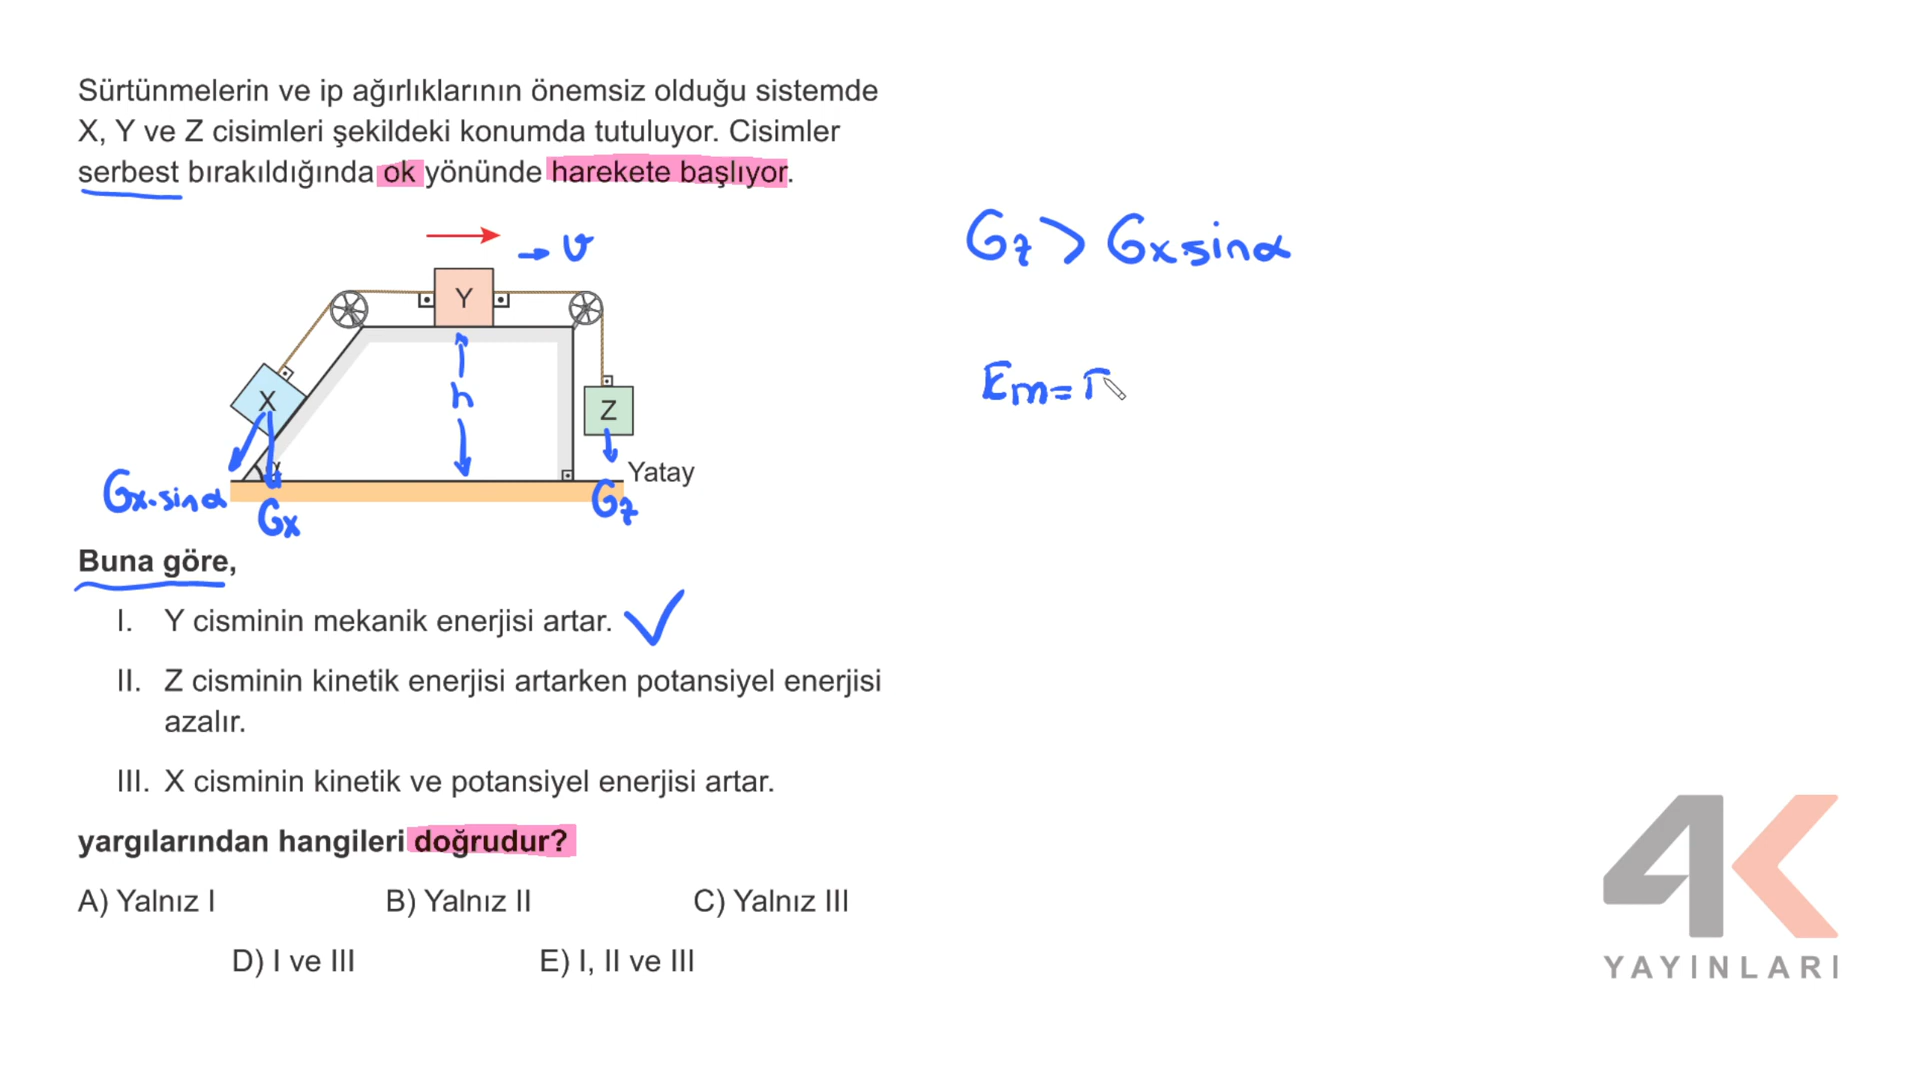 Sürtünmelerin ve ip ağırlıklarının önemsiz olduğu sistemde
X, Y ve Z cisimleri şekildeki konumda tutuluyor. Cisimler
serbest bırakıldığında ok yönünde harekete başlıyor.
→ v
Y
X
h
Z
α
Yatay
Gx.sinα
Gx
Gz
Gz > Gx.sinα
Em=
Buna göre,
I. Y cisminin mekanik enerjisi artar. ✓
II. Z cisminin kinetik enerjisi artarken potansiyel enerjisi
azalır.
III. X cisminin kinetik ve potansiyel enerjisi artar.
yargılarından hangileri doğrudur?
A) Yalnız I B) Yalnız II C) Yalnız III
D) I ve III E) I, II ve III
4K
YAYINLARI